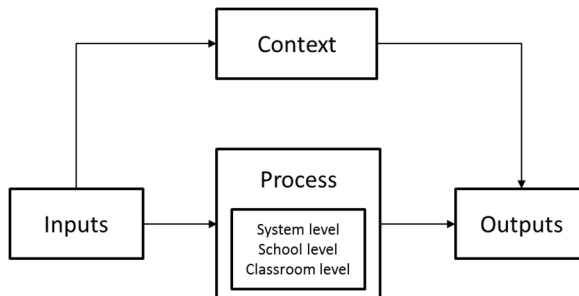 Context
Process
Inputs
System level
School level
Classroom level
Outputs